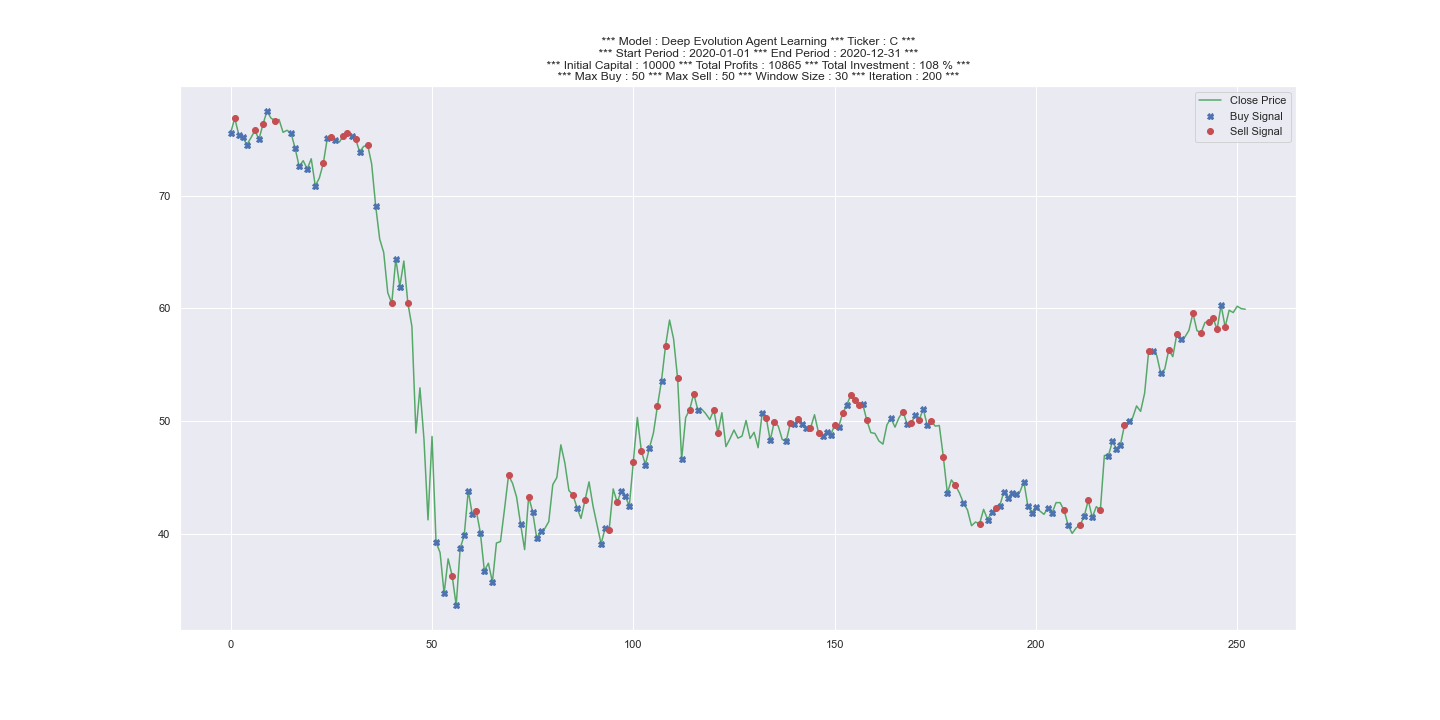 *** Model : Deep Evolution Agent Learning *** Ticker : C ***
*** Start Period : 2020-01-01 *** End Period : 2020-12-31 ***
*** Initial Capital : 10000 *** Total Profits : 10865 *** Total Investment : 108 % ***
*** Max Buy : 50 *** Max Sell : 50 *** Window Size : 30 *** Iteration : 200 ***
Close Price
Buy Signal
Sell Signal
70
60
50
40
0 50 100 150 200 250